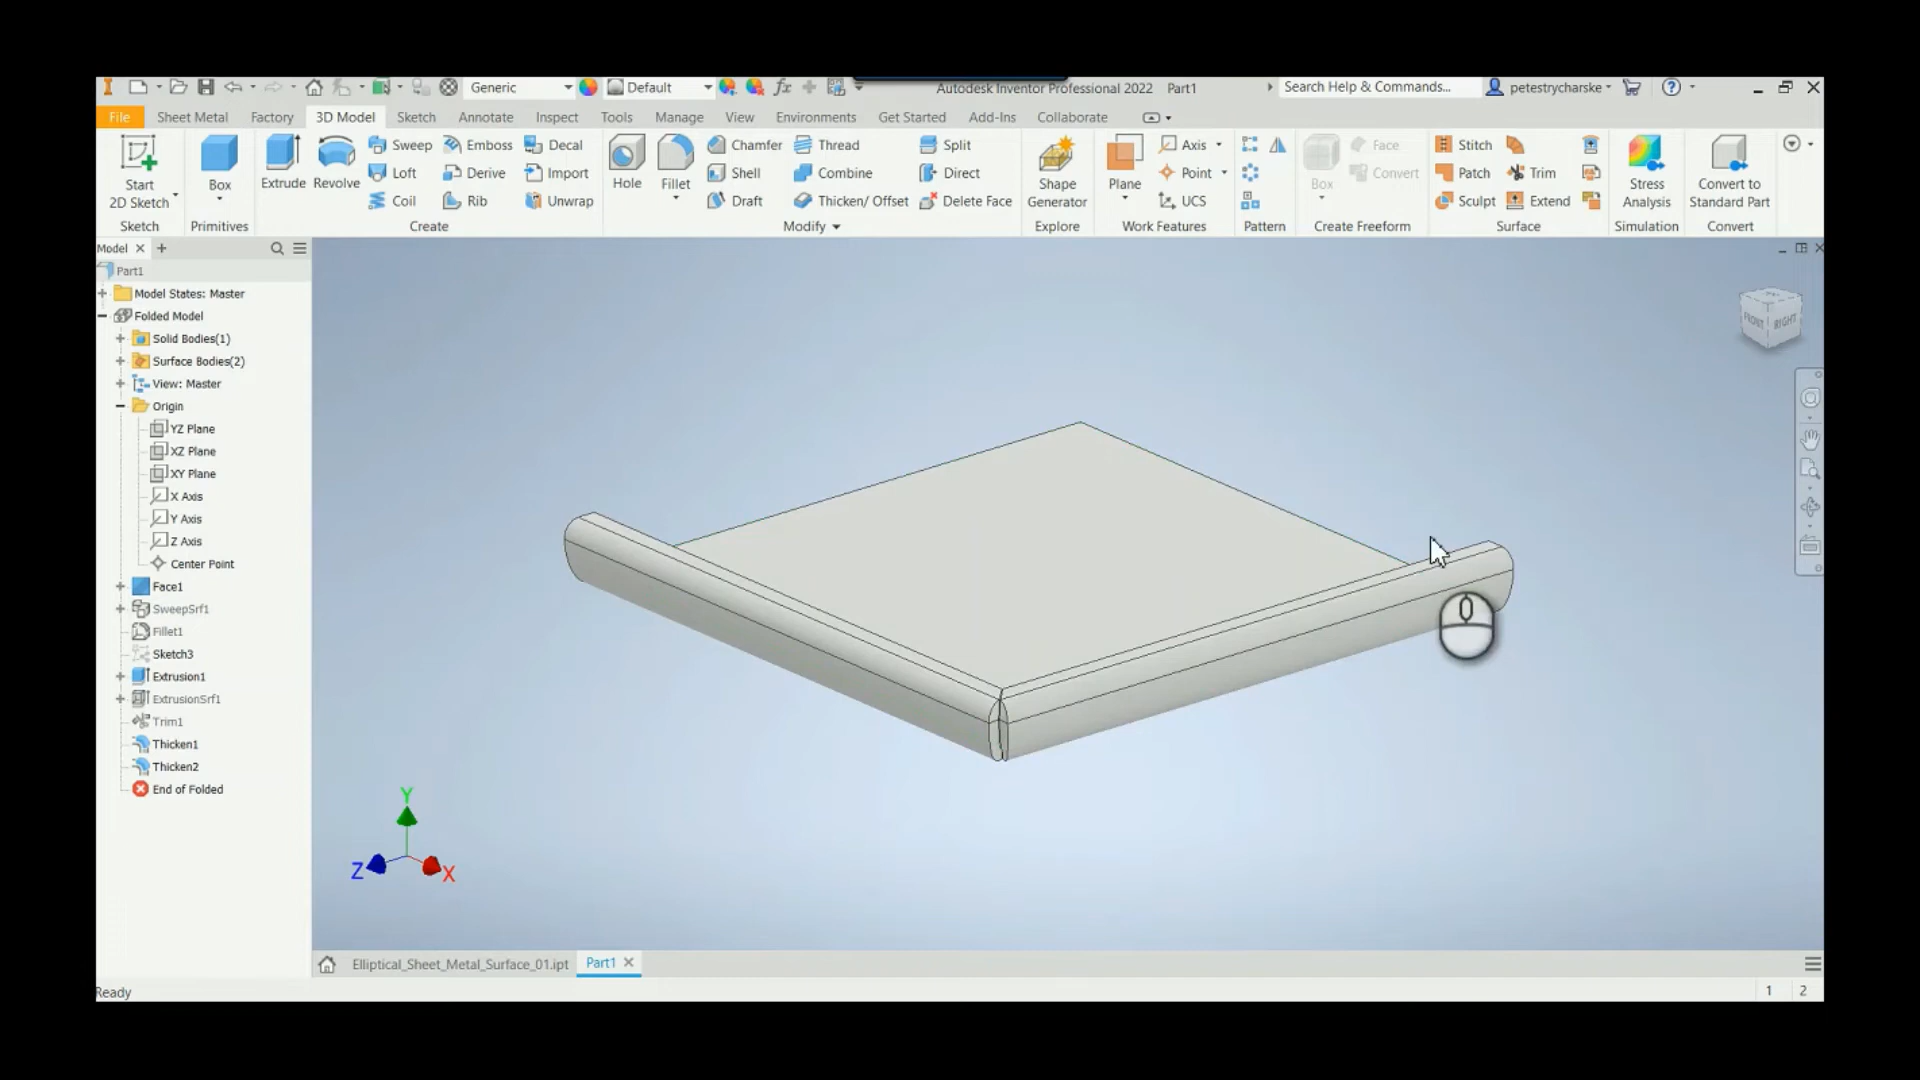 Generic Default Autodesk Inventor Professional 2022 Part1 Search Help & Commands... petestrycharske
File Sheet Metal Factory 3D Model Sketch Annotate Inspect Tools Manage View Environments Get Started Add-Ins Collaborate
Start 2D Sketch
Sketch
Box
Primitives
Extrude Revolve
Sweep Emboss Decal
Loft Derive Import
Coil Rib Unwrap
Create
Hole Fillet
Chamfer Thread Split
Shell Combine Direct
Draft Thicken/ Offset Delete Face
Modify
Shape Generator
Explore
Plane
Axis
Point
UCS
Work Features
Pattern
Box
Face
Convert
Create Freeform
Stitch
Patch Trim
Sculpt Extend
Surface
Stress Analysis
Simulation
Convert to Standard Part
Convert
Model
Part1
Model States: Master
Folded Model
Solid Bodies(1)
Surface Bodies(2)
View: Master
Origin
YZ Plane
XZ Plane
XY Plane
X Axis
Y Axis
Z Axis
Center Point
Face1
SweepSrf1
Fillet1
Sketch3
Extrusion1
ExtrusionSrf1
Trim1
Thicken1
Thicken2
End of Folded
FRONT RIGHT
Y
Z X
Elliptical_Sheet_Metal_Surface_01.ipt Part1
Ready 1 2